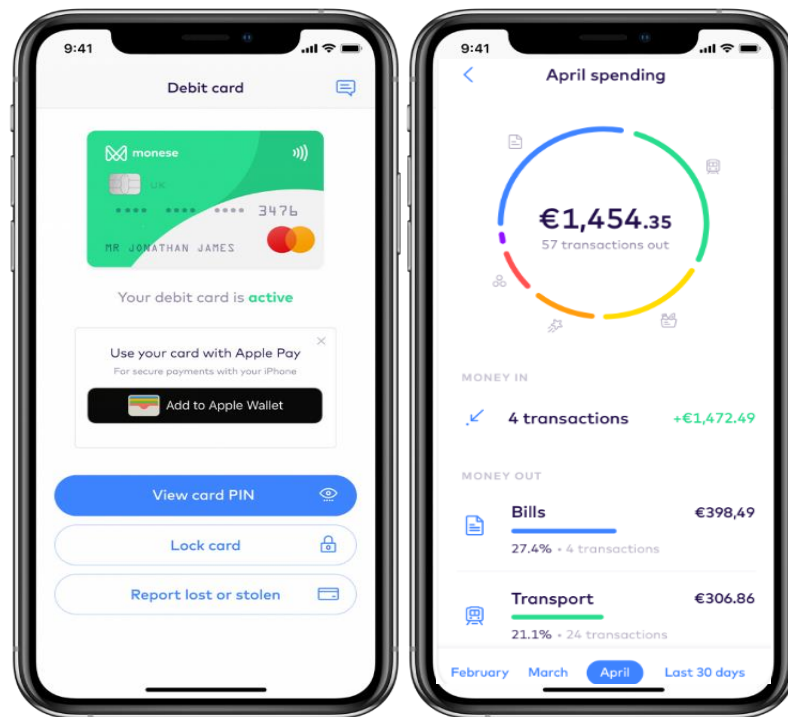 9:41
Debit card
monese
UK
•••• •••• •••• 3476
MR JONATHAN JAMES
Your debit card is active
Use your card with Apple Pay
For secure payments with your iPhone
Add to Apple Wallet
View card PIN
Lock card
Report lost or stolen
9:41
April spending
€1,454.35
57 transactions out
MONEY IN
4 transactions +€1,472.49
MONEY OUT
Bills €398,49
27.4% • 4 transactions
Transport €306.86
21.1% • 24 transactions
February March April Last 30 days